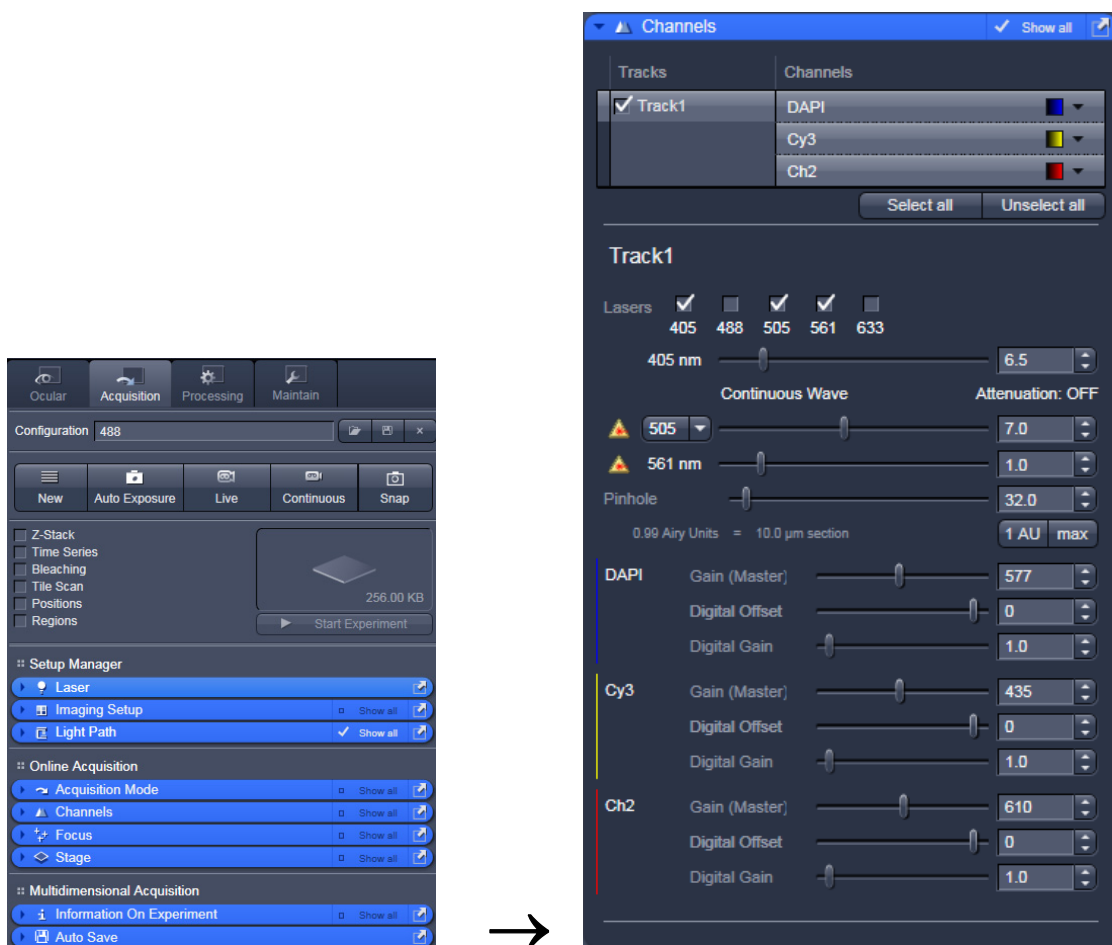 Ocular Acquisition Processing Maintain
Configuration 488
New Auto Exposure Live Continuous Snap
Z-Stack
Time Series
Bleaching
Tile Scan
Positions
Regions
256.00 KB
Start Experiment
Setup Manager
Laser
Imaging Setup Show all
Light Path Show all
Online Acquisition
Acquisition Mode Show all
Channels Show all
Focus Show all
Stage Show all
Multidimensional Acquisition
Information On Experiment Show all
Auto Save
→
Channels Show all
Tracks Channels
Track1 DAPI
Cy3
Ch2
Select all Unselect all
Track1
Lasers
405 488 505 561 633
405 nm 6.5
Continuous Wave Attenuation: OFF
505 7.0
561 nm 1.0
Pinhole 32.0
0.99 Airy Units = 10.0 µm section 1 AU max
DAPI Gain (Master) 577
Digital Offset 0
Digital Gain 1.0
Cy3 Gain (Master) 435
Digital Offset 0
Digital Gain 1.0
Ch2 Gain (Master) 610
Digital Offset 0
Digital Gain 1.0